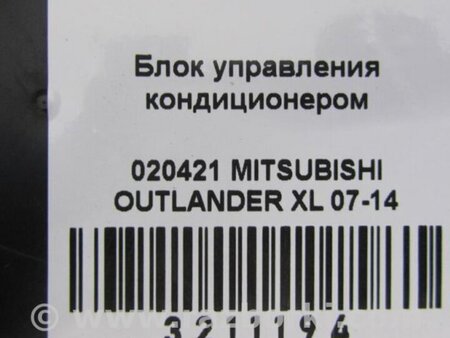 Блок управления
кондиционером
020421 MITSUBISHI
OUTLANDER XL 07-14
3211194